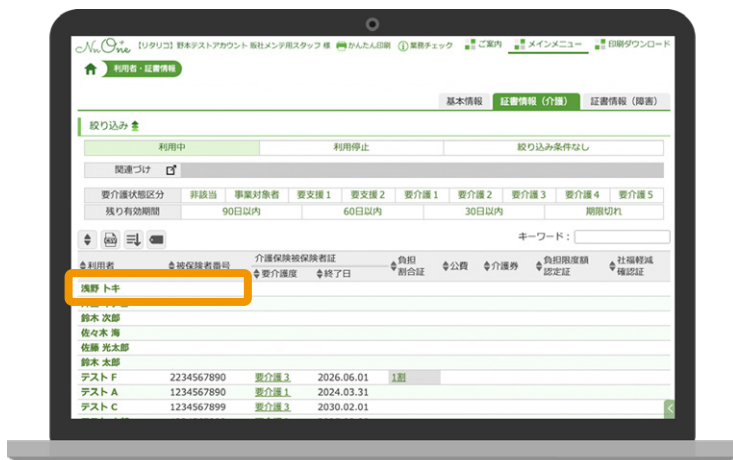 NnOne 【リタリコ】野本テストアカウント 販社メンテ用スタッフ 様 かんたん印刷 業務チェック ご案内 メインメニュー 印刷ダウンロード
利用者・証書情報
基本情報 証書情報（介護） 証書情報（障害）
絞り込み
利用中 利用停止 絞り込み条件なし
関連づけ
要介護状態区分 非該当 事業対象者 要支援１ 要支援２ 要介護１ 要介護２ 要介護３ 要介護４ 要介護５
残り有効期間 90日以内 60日以内 30日以内 期限切れ
キーワード：
利用者 被保険者番号 介護保険被保険者証 負担割合証 公費 介護券 負担限度額認定証 社福軽減確認証
要介護度 終了日
浅野 トキ
鈴木 次郎
佐々木 海
佐藤 光太郎
鈴木 太郎
テスト F 2234567890 要介護３ 2026.06.01 1割
テスト A 1234567890 要介護１ 2024.03.31
テスト C 1234567899 要介護３ 2030.02.01